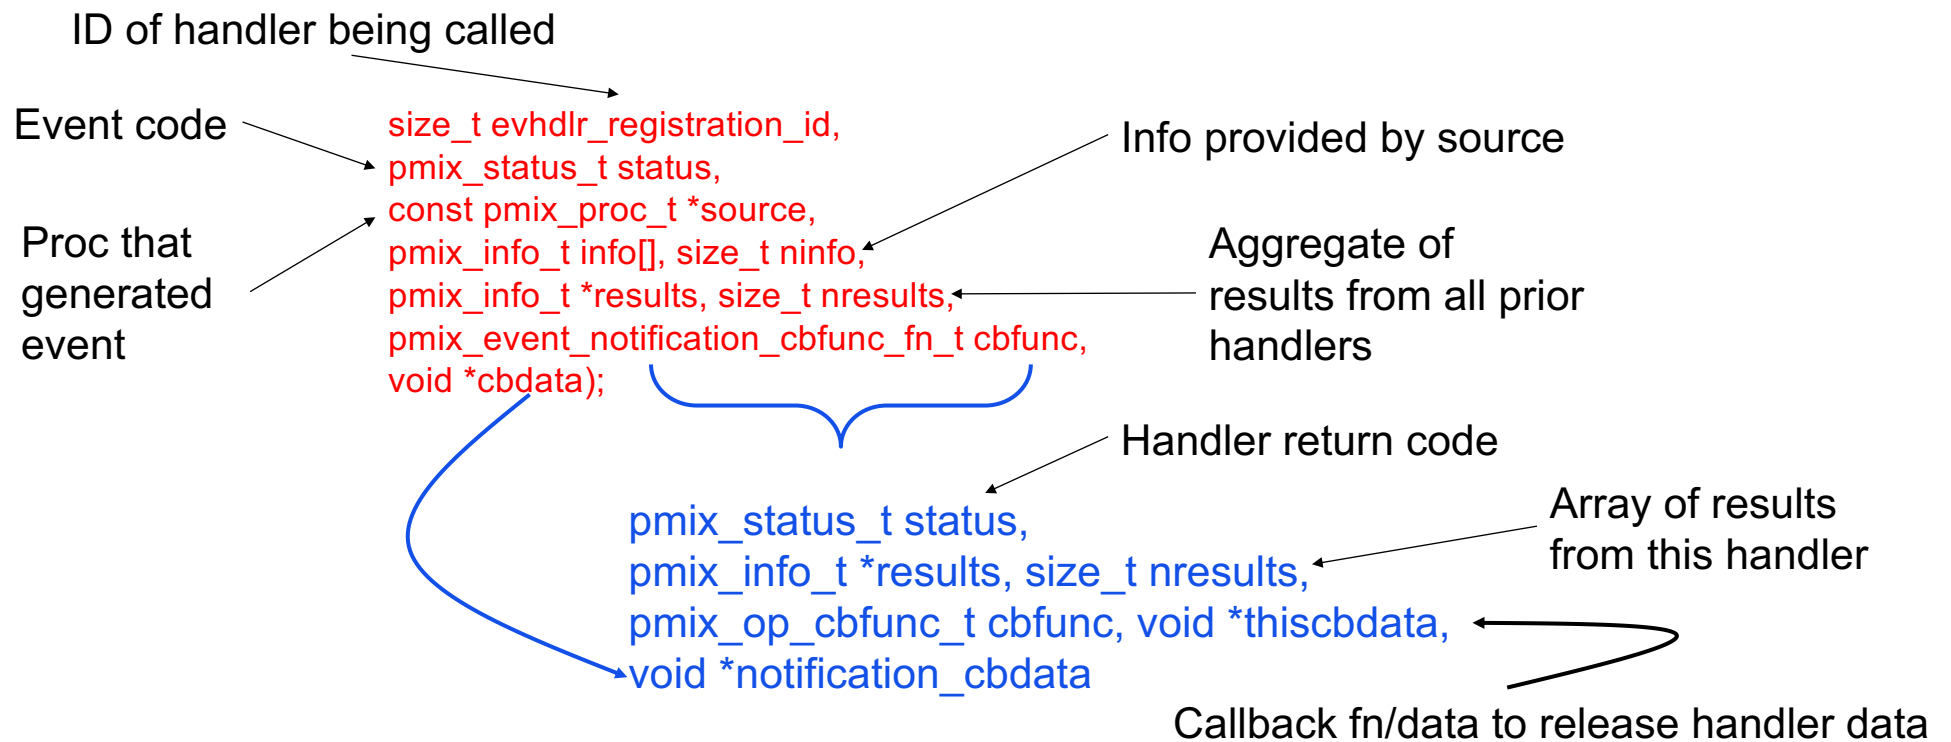 ID of handler being called
Event code
size_t evhdlr_registration_id,
pmix_status_t status,
const pmix_proc_t *source,
pmix_info_t info[], size_t ninfo,
pmix_info_t *results, size_t nresults,
pmix_event_notification_cbfunc_fn_t cbfunc,
void *cbdata);
Proc that
generated
event
Info provided by source
Aggregate of
results from all prior
handlers
Handler return code
pmix_status_t status,
pmix_info_t *results, size_t nresults,
pmix_op_cbfunc_t cbfunc, void *thiscbdata,
void *notification_cbdata
Array of results
from this handler
Callback fn/data to release handler data